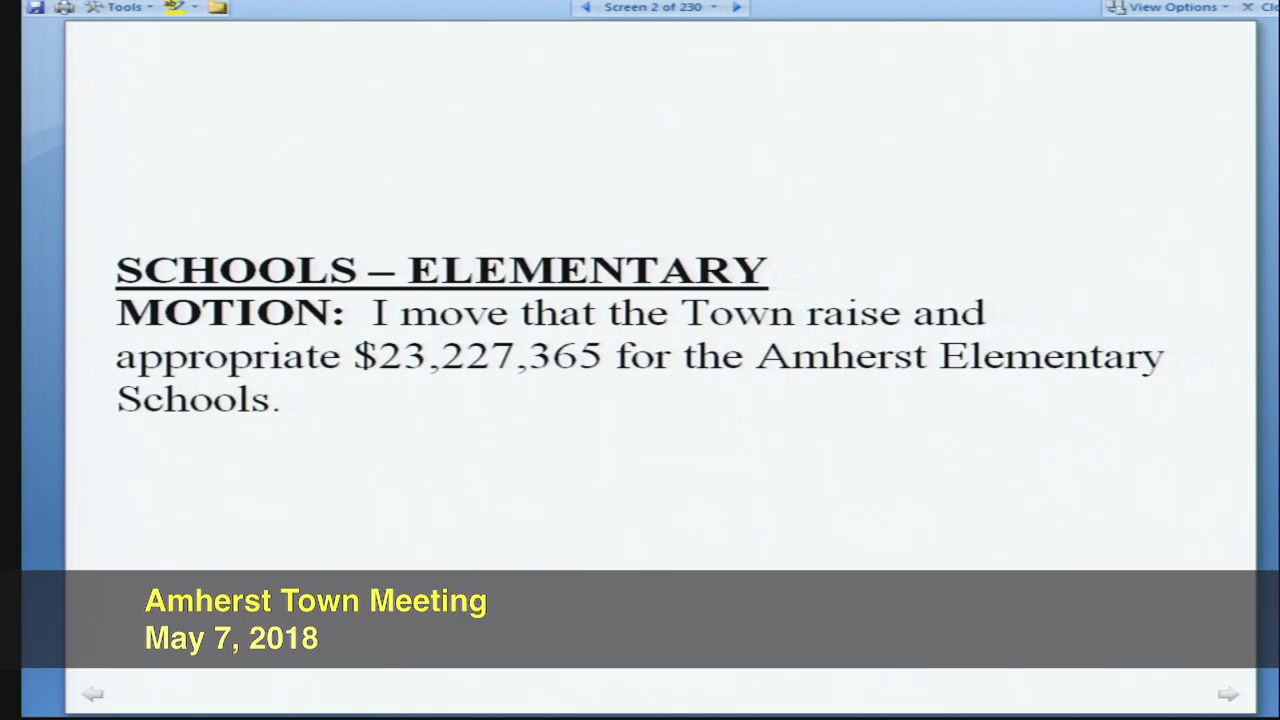 Tools
Screen 2 of 230
View Options
SCHOOLS – ELEMENTARY
MOTION: I move that the Town raise and
appropriate $23,227,365 for the Amherst Elementary
Schools.
Amherst Town Meeting
May 7, 2018